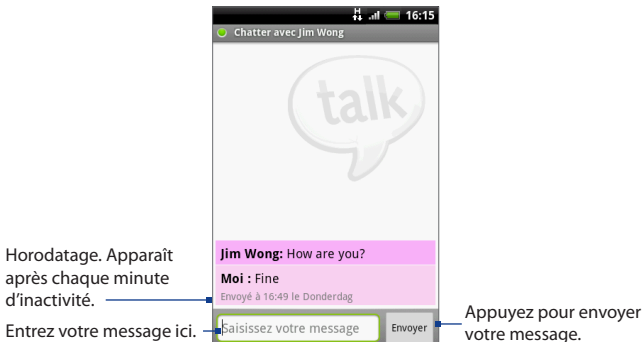 16:15
Chatter avec Jim Wong
talk
Jim Wong: How are you?
Moi : Fine
Envoyé à 16:49 le Donderdag
Saisissez votre message
Envoyer
Horodatage. Apparaît
après chaque minute
d’inactivité.
Entrez votre message ici.
Appuyez pour envoyer
votre message.